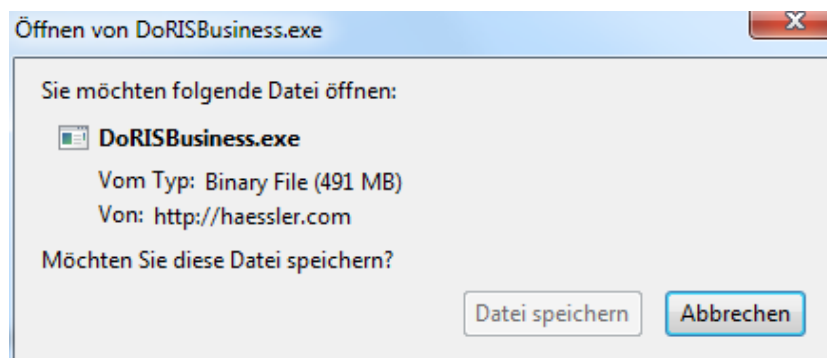 Öffnen von DoRISBusiness.exe
Sie möchten folgende Datei öffnen:
DoRISBusiness.exe
Vom Typ: Binary File (491 MB)
Von: http://haessler.com
Möchten Sie diese Datei speichern?
Datei speichern Abbrechen